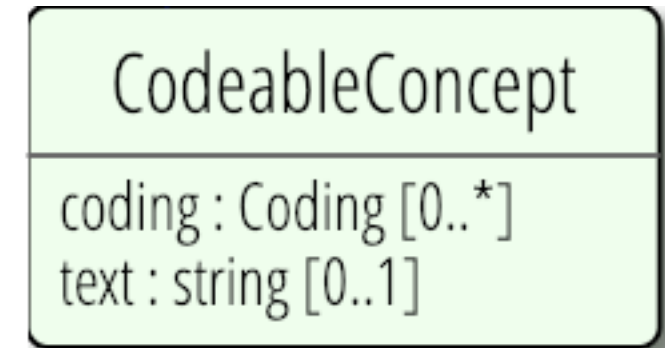 CodeableConcept
coding : Coding [0..*]
text : string [0..1]